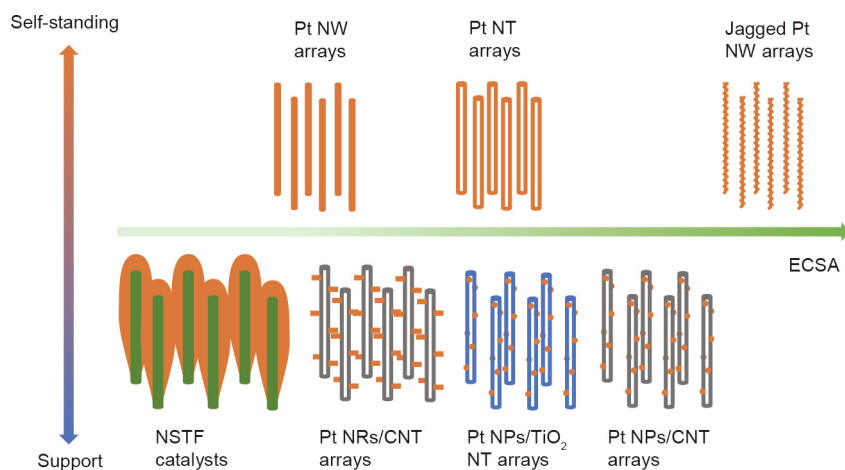 Self-standing
Pt NW
arrays
Pt NT
arrays
Jagged Pt
NW arrays
ECSA
NSTF
catalysts
Pt NRs/CNT
arrays
Pt NPs/TiO₂
NT arrays
Pt NPs/CNT
arrays
Support